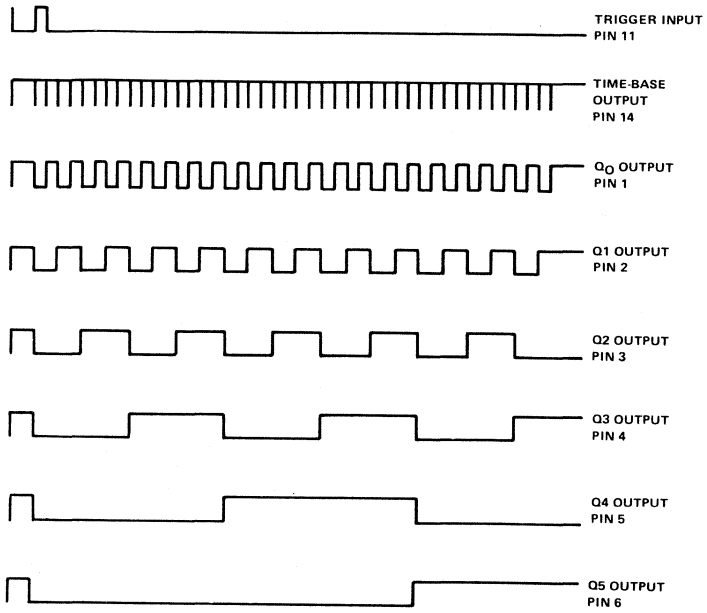 TRIGGER INPUT
PIN 11
TIME-BASE
OUTPUT
PIN 14
QO OUTPUT
PIN 1
Q1 OUTPUT
PIN 2
Q2 OUTPUT
PIN 3
Q3 OUTPUT
PIN 4
Q4 OUTPUT
PIN 5
Q5 OUTPUT
PIN 6